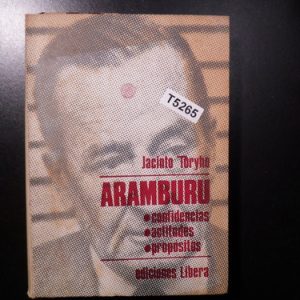 T5265
Jacinto Toryho
ARAMBURU
• confidencias
• actitudes
• propósitos
ediciones Libera